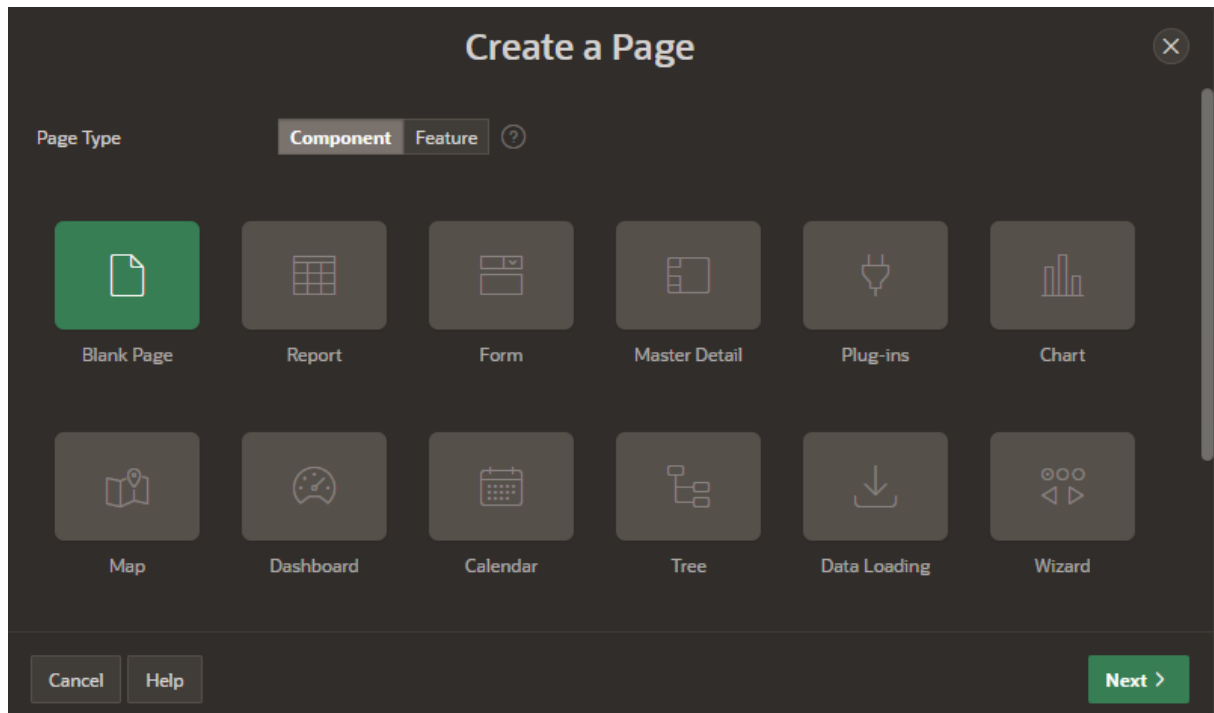 Create a Page
Page Type Component Feature ?
Blank Page Report Form Master Detail Plug-ins Chart
Map Dashboard Calendar Tree Data Loading Wizard
Cancel Help Next